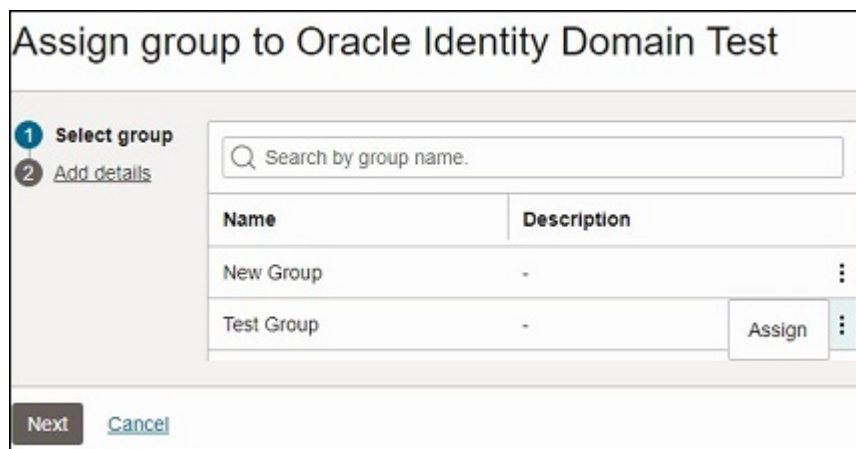 Assign group to Oracle Identity Domain Test
1 Select group
2 Add details
Search by group name.
Name Description
New Group -
Test Group - Assign
Next Cancel